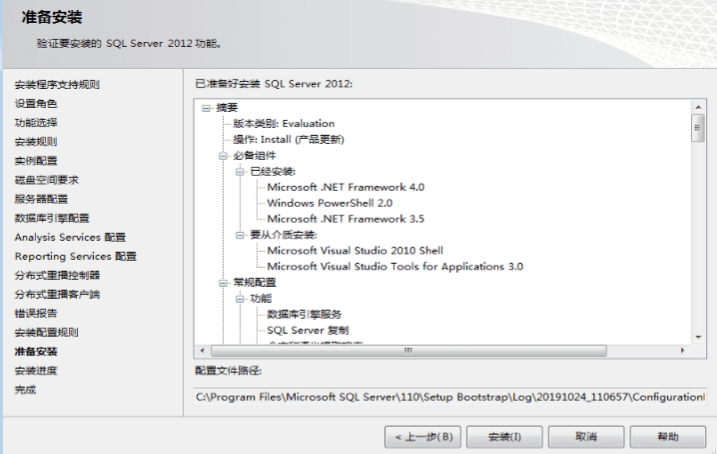 准备安装
验证要安装的 SQL Server 2012 功能。
安装程序支持规则
设置角色
功能选择
安装规则
实例配置
磁盘空间要求
服务器配置
数据库引擎配置
Analysis Services 配置
Reporting Services 配置
分布式重播控制器
分布式重播客户端
错误报告
安装配置规则
准备安装
安装进度
完成
已准备好安装 SQL Server 2012:
摘要
版本类别: Evaluation
操作: Install (产品更新)
必备组件
已经安装:
Microsoft .NET Framework 4.0
Windows PowerShell 2.0
Microsoft .NET Framework 3.5
要从介质安装:
Microsoft Visual Studio 2010 Shell
Microsoft Visual Studio Tools for Applications 3.0
常规配置
功能
数据库引擎服务
SQL Server 复制
配置文件路径:
C:\Program Files\Microsoft SQL Server\110\Setup Bootstrap\Log\20191024_110657\Configuration
< 上一步(B) 安装(I) 取消 帮助